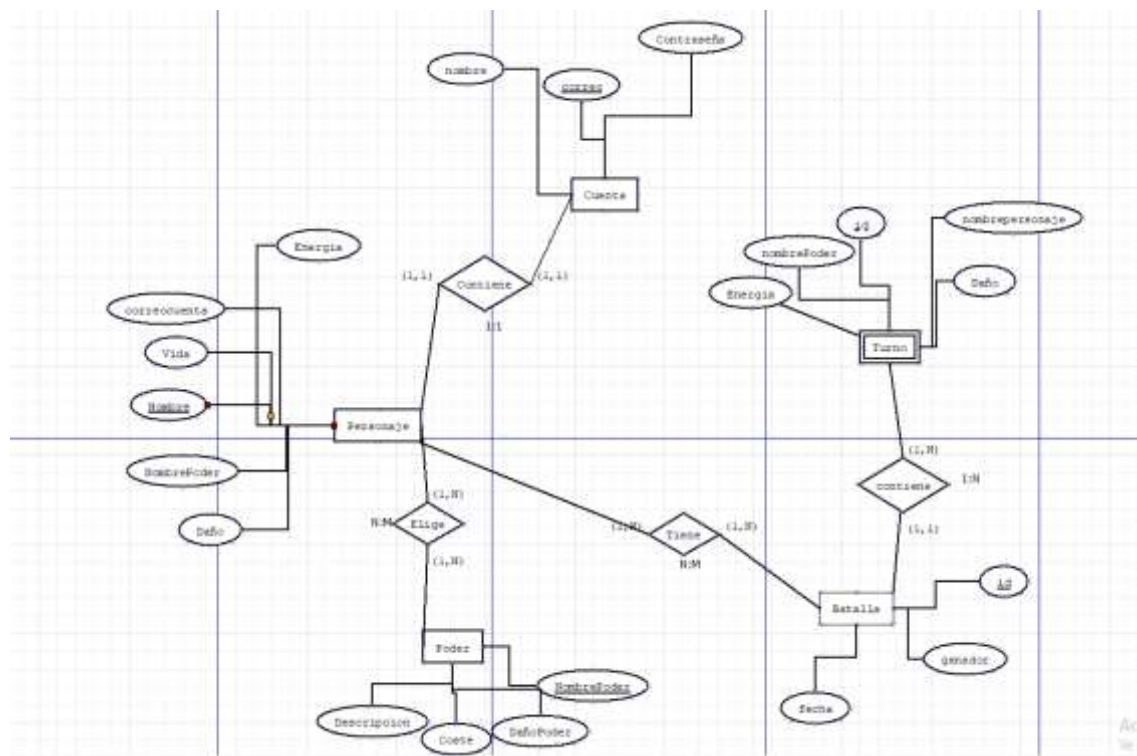 Contraseña
nombre
correo
Cuenta
nombrepersonaje
id
nombrePoder
Energia
Daño
Energia
(1,1)
Contiene
(1,1)
1:1
correocuenta
Vida
Turno
Nombre
Personaje
(1,N)
NombrePoder
contiene
1:N
(1,N)
Daño
N:M
Elige
(1,N)
Tiene
(1,N)
(1,1)
N:M
(1,N)
id
Batalla
Poder
ganador
NombrePoder
fecha
Descripcion
Coste
DañoPoder